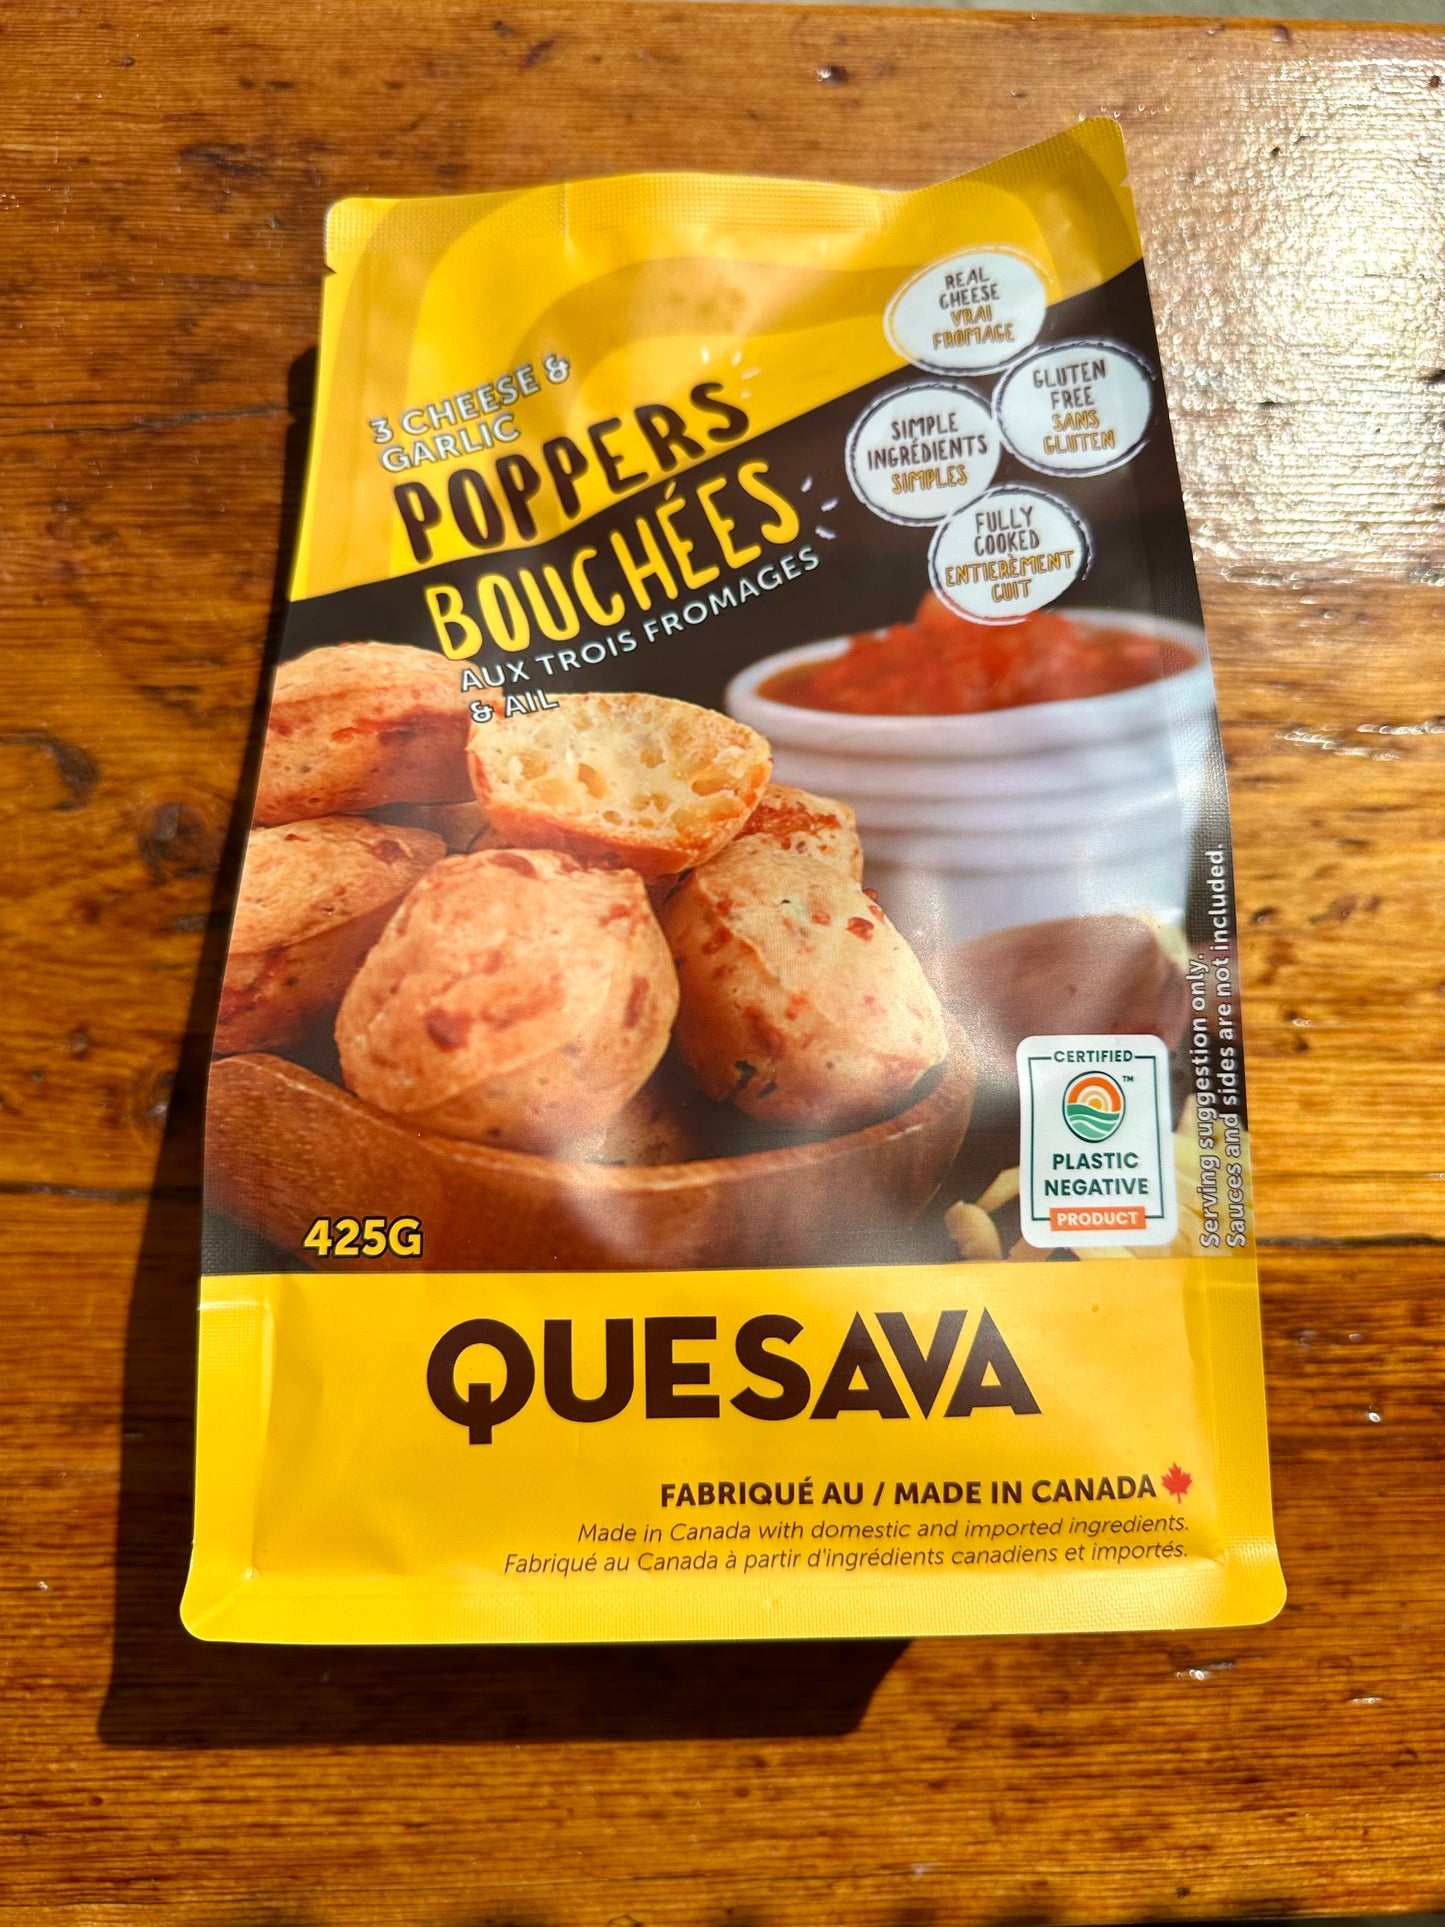 3 CHEESE &
GARLIC
POPPERS
BOUCHÉES
AUX TROIS FROMAGES
& AIL
REAL
CHEESE
VRAI
FROMAGE
GLUTEN
FREE
SANS
GLUTEN
SIMPLE
INGRÉDIENTS
SIMPLES
FULLY
COOKED
ENTIERÈMENT
CUIT
Serving suggestion only.
Sauces and sides are not included.
CERTIFIED
TM
PLASTIC
NEGATIVE
PRODUCT
425G
QUESAVA
FABRIQUÉ AU / MADE IN CANADA
Made in Canada with domestic and imported ingredients.
Fabriqué au Canada à partir d'ingrédients canadiens et importés.